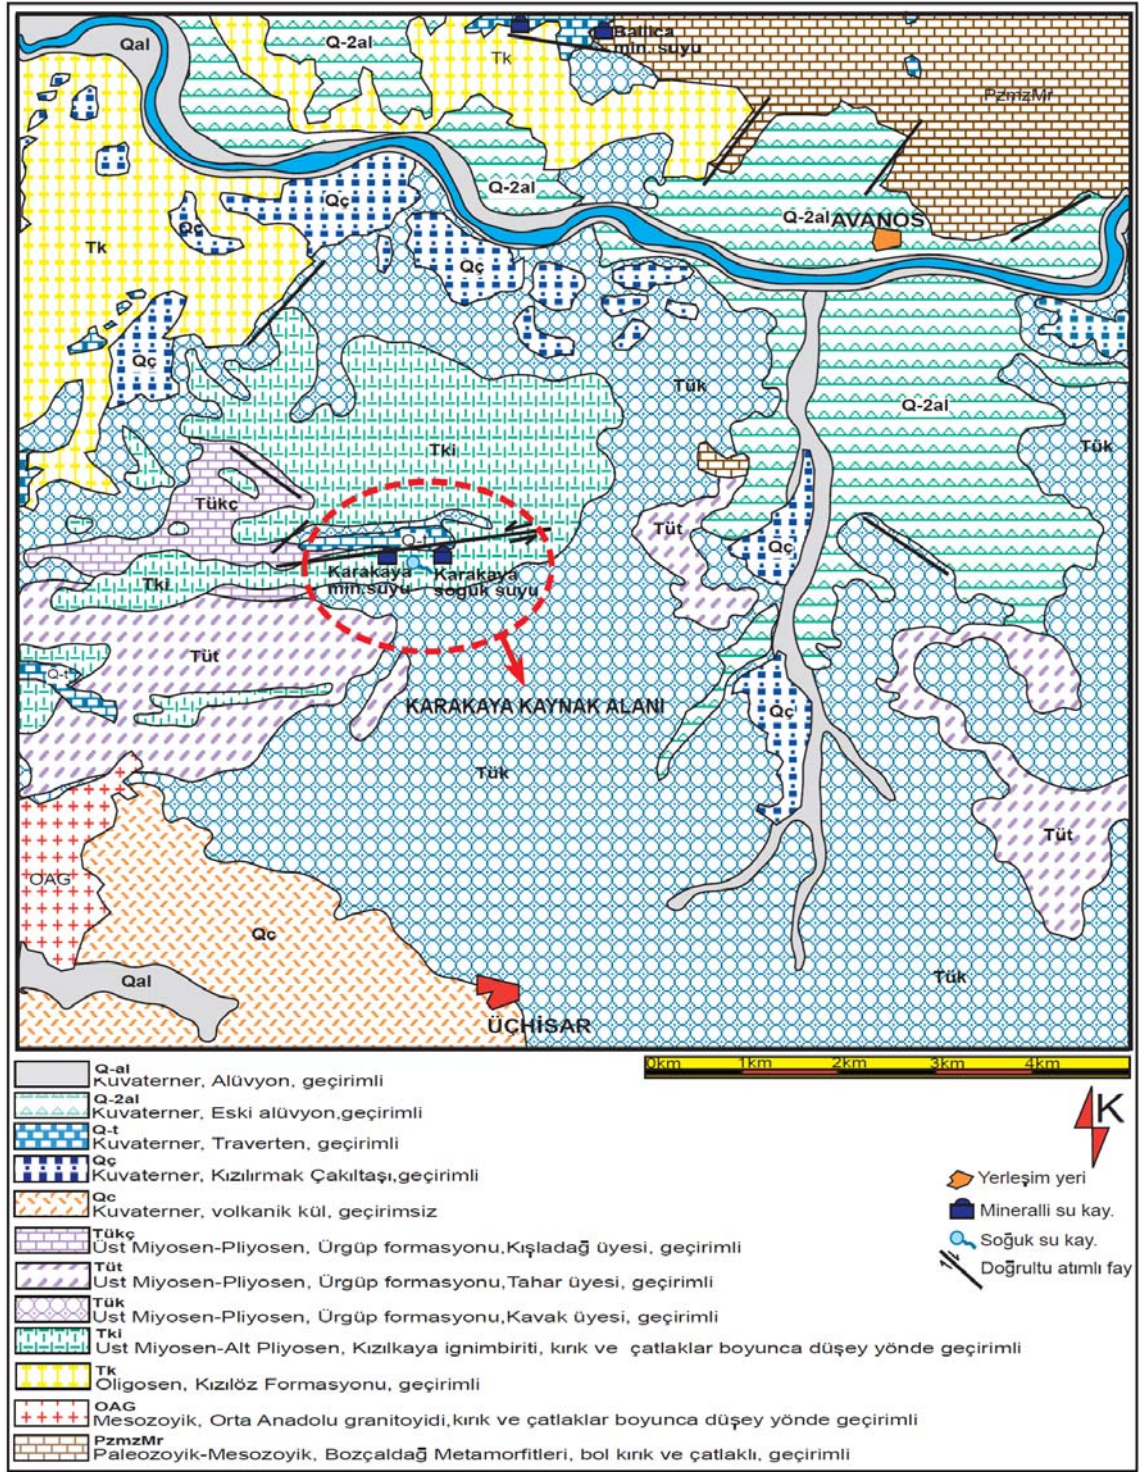 Qal
Q-2al
Tk
Ballica
min. suyu
PzmzMr
Q-2al
Qç
Qç
Q-2al
AVANOS
Tk
Qç
Qç
Tük
Q-2al
Tük
Tki
Tükç
Tüt
Q-t
Qç
Karakaya
min.suyu
Karakaya
soğuk suyu
Tki
Tüt
Q-t
KARAKAYA KAYNAK ALANI
Qç
Tük
Tüt
OAG
Qc
Qal
Tük
ÜÇHİSAR
0km 1km 2km 3km 4km
Q-al
Kuvaterner, Alüvyon, geçirimli
Q-2al
Kuvaterner, Eski alüvyon,geçirimli
Q-t
Kuvaterner, Traverten, geçirimli
Qç
Kuvaterner, Kızılırmak Çakıltaşı,geçirimli
Qc
Kuvaterner, volkanik kül, geçirimsiz
Tükç
Üst Miyosen-Pliyosen, Ürgüp formasyonu,Kışladağ üyesi, geçirimli
Tüt
Ust Miyosen-Pliyosen, Ürgüp formasyonu,Tahar üyesi, geçirimli
Tük
Ust Miyosen-Pliyosen, Ürgüp formasyonu,Kavak üyesi, geçirimli
Tki
Ust Miyosen-Alt Pliyosen, Kızılkaya ignimbiriti, kırık ve çatlaklar boyunca düşey yönde geçirimli
Tk
Oligosen, Kızılöz Formasyonu, geçirimli
OAG
Mesozoyik, Orta Anadolu granitoyidi,kırık ve çatlaklar boyunca düşey yönde geçirimli
PzmzMr
Paleozoyik-Mesozoyik, Bozçaldağ Metamorfitleri, bol kırık ve çatlaklı, geçirimli
K
Yerleşim yeri
Mineralli su kay.
Soğuk su kay.
Doğrultu atımlı fay